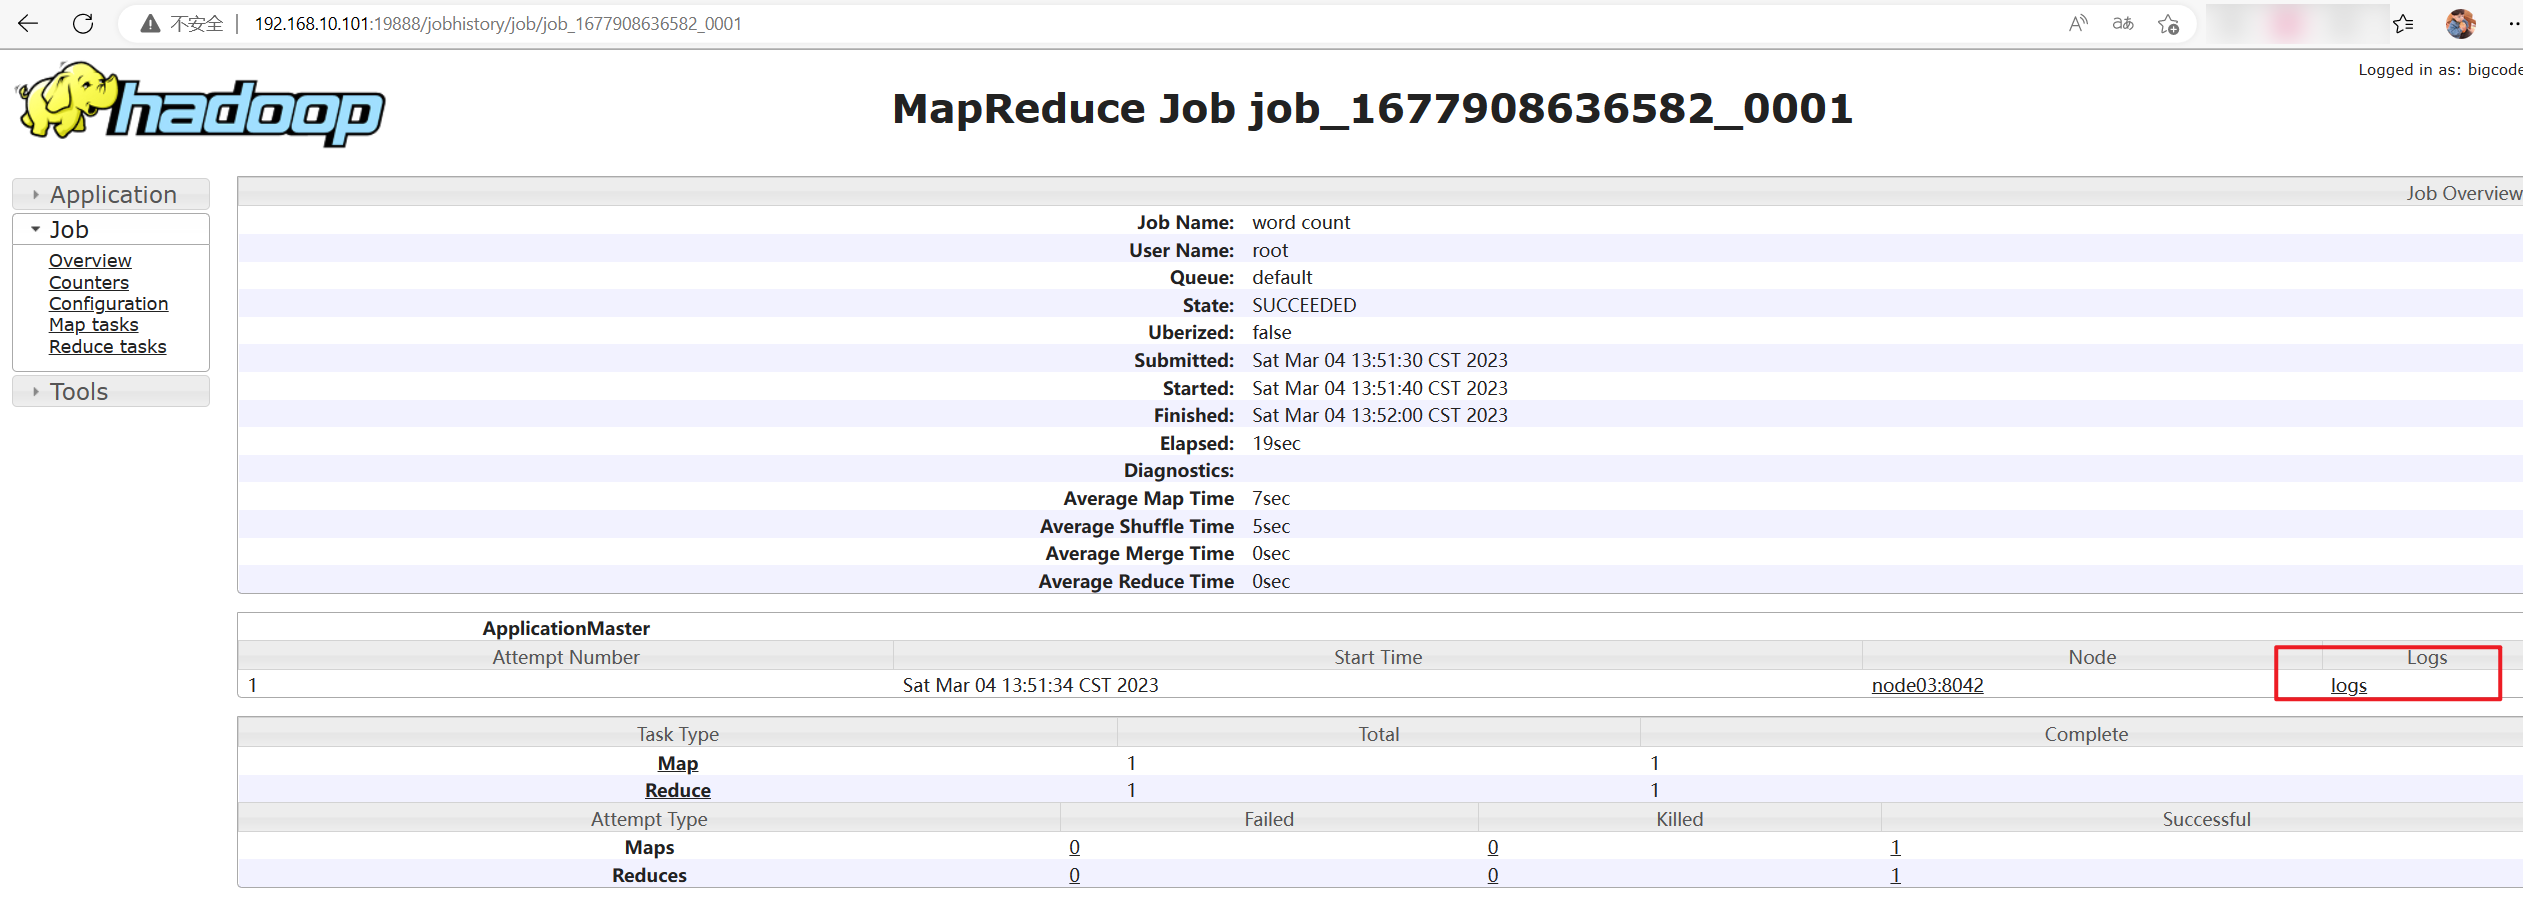 不安全 | 192.168.10.101:19888/jobhistory/job/job_1677908636582_0001
Logged in as: bigcode
hadoop
MapReduce Job job_1677908636582_0001
Application
Job
Overview
Counters
Configuration
Map tasks
Reduce tasks
Tools
Job Overview
Job Name: word count
User Name: root
Queue: default
State: SUCCEEDED
Uberized: false
Submitted: Sat Mar 04 13:51:30 CST 2023
Started: Sat Mar 04 13:51:40 CST 2023
Finished: Sat Mar 04 13:52:00 CST 2023
Elapsed: 19sec
Diagnostics:
Average Map Time 7sec
Average Shuffle Time 5sec
Average Merge Time 0sec
Average Reduce Time 0sec
ApplicationMaster
Attempt Number Start Time Node Logs
1 Sat Mar 04 13:51:34 CST 2023 node03:8042 logs
Task Type Total Complete
Map 1 1
Reduce 1 1
Attempt Type Failed Killed Successful
Maps 0 0 1
Reduces 0 0 1